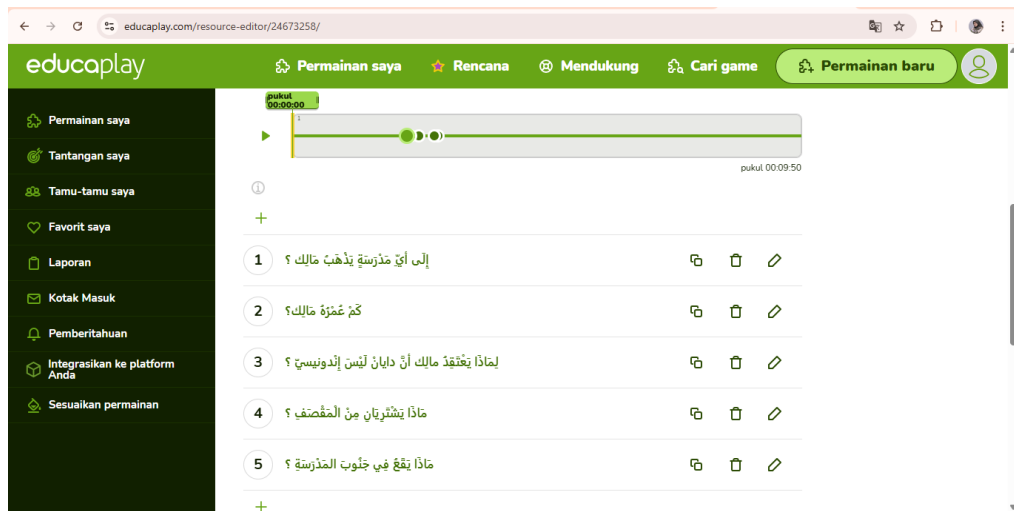 educaplay.com/resource-editor/24673258/
educaplay
Permainan saya
Rencana
Mendukung
Cari game
Permainan baru
Permainan saya
Tantangan saya
Tamu-tamu saya
Favorit saya
Laporan
Kotak Masuk
Pemberitahuan
Integrasikan ke platform
Anda
Sesuaikan permainan
pukul
00:00:00
1
pukul 00:09:50
1 إِلَى أَيِّ مَدْرَسَةٍ يَذْهَبُ مَالِك ؟
2 كَمْ عُمْرُهُ مَالِك؟
3 لِمَاذَا يَعْتَقِدُ مالِك أنَّ دايانْ لَيْسَ إنْدونيسيّ ؟
4 مَاذَا يَشْتَرِيَانِ مِنْ الْمَقْصَفِ ؟
5 مَاذَا يَقَعُ فِي جَنُوبَ المَدْرَسَةِ ؟